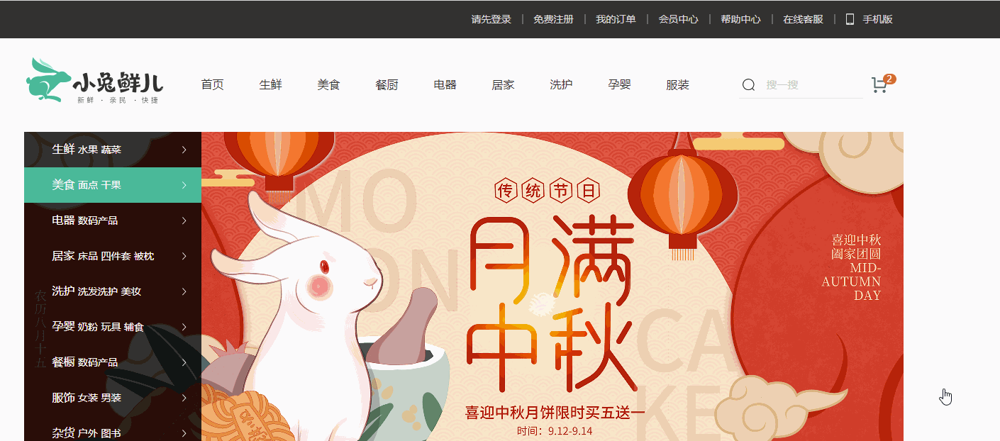 请先登录 | 免费注册 | 我的订单 | 会员中心 | 帮助中心 | 在线客服 | 手机版
小兔鲜儿
新鲜 · 亲民 · 快捷
首页 生鲜 美食 餐厨 电器 居家 洗护 孕婴 服装
搜一搜
2
生鲜 水果 蔬菜
美食 面点 干果
电器 数码产品
居家 床品 四件套 被枕
洗护 洗发洗护 美妆
孕婴 奶粉 玩具 辅食
餐橱 数码产品
服饰 女装 男装
杂货 户外 图书
农历八月十五
MO
ON
CA
KE
传统节日
月满
中秋
喜迎中秋月饼限时买五送一
时间：9.12-9.14
喜迎中秋
阖家团圆
MID-
AUTUMN
DAY